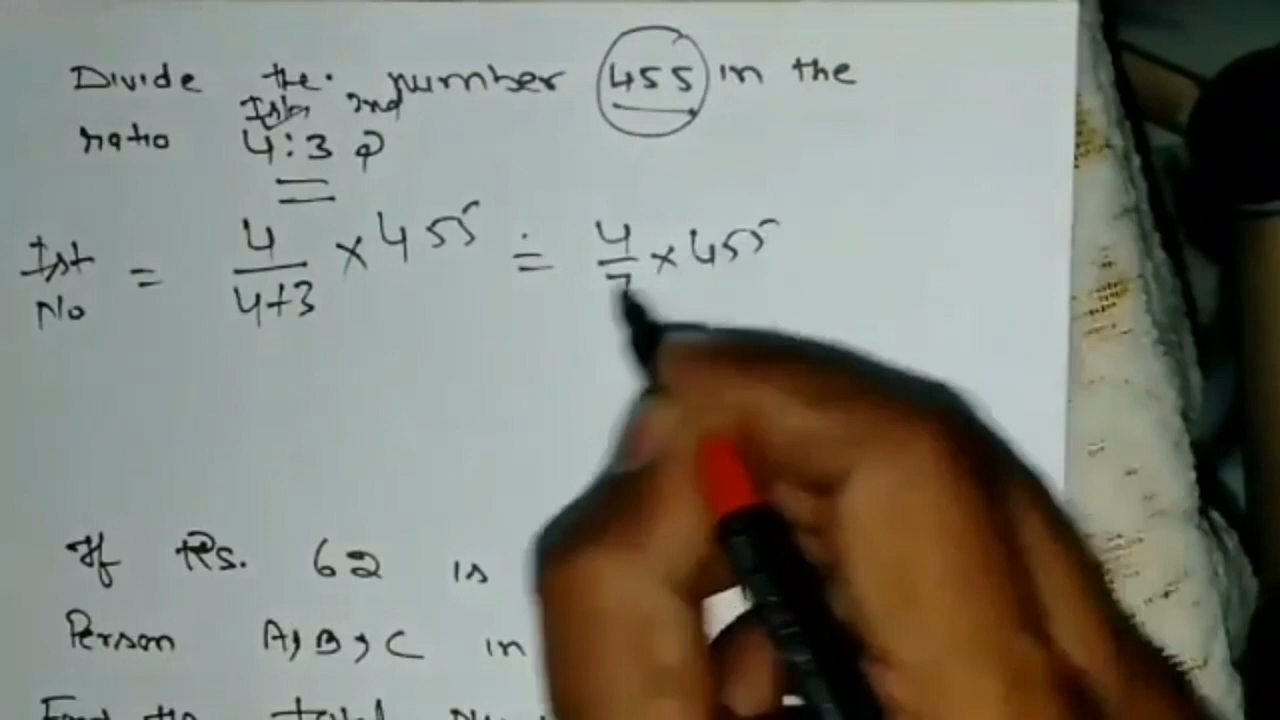 Divide the number 455 in the
Ist 2nd
ratio 4:3 ?
Ist No = 4/4+3 × 455 = 4/7 × 455
If Rs. 62 is
Person A, B, C in